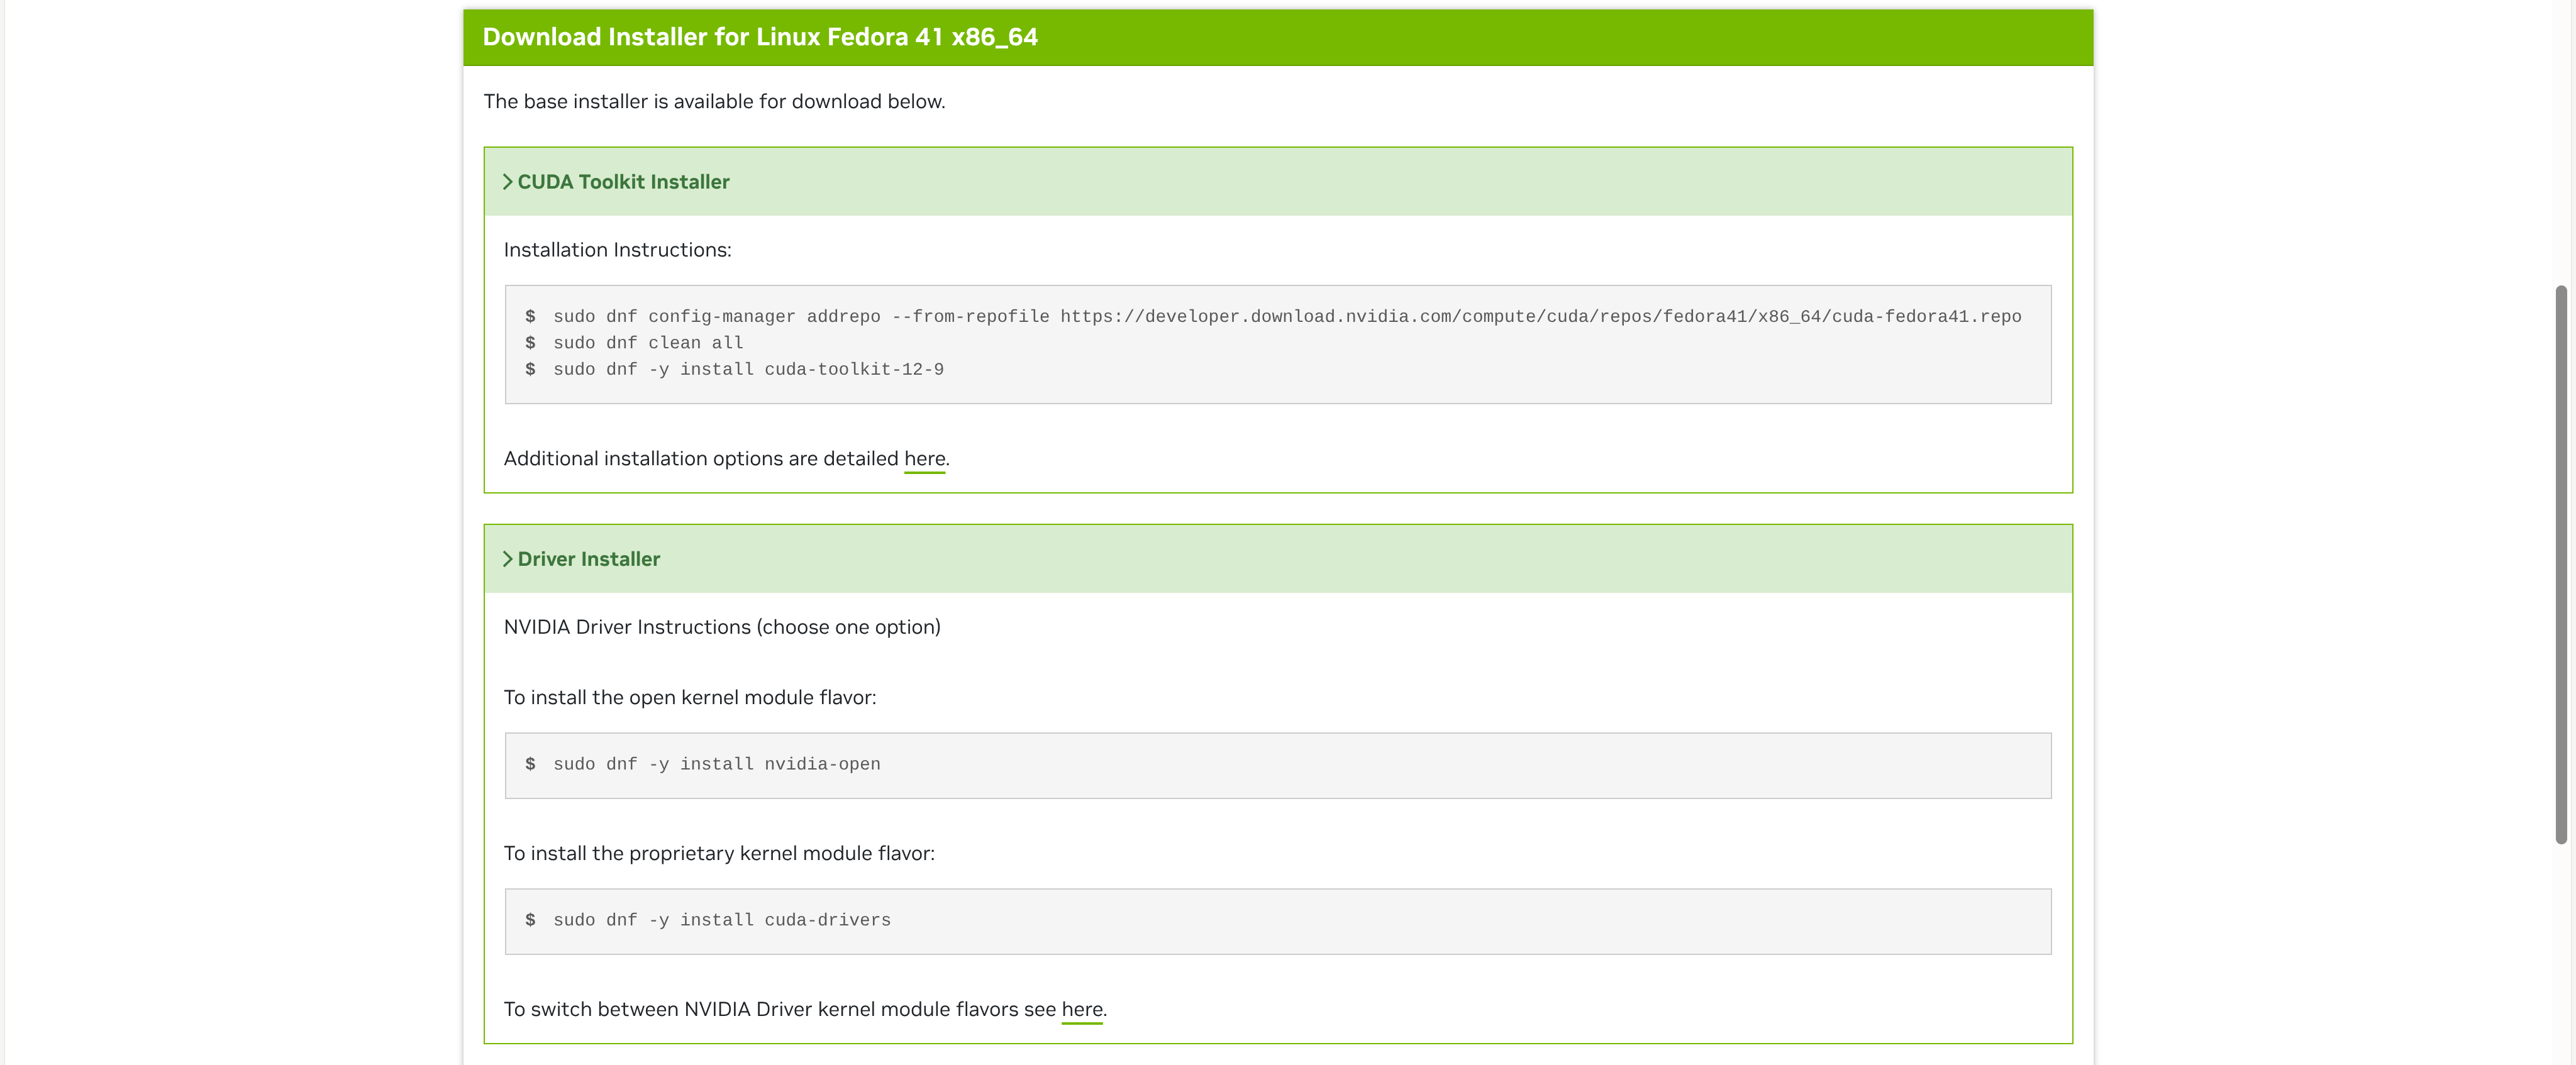 Download Installer for Linux Fedora 41 x86_64
The base installer is available for download below.
CUDA Toolkit Installer
Installation Instructions:
$ sudo dnf config-manager addrepo --from-repofile https://developer.download.nvidia.com/compute/cuda/repos/fedora41/x86_64/cuda-fedora41.repo
$ sudo dnf clean all
$ sudo dnf -y install cuda-toolkit-12-9
Additional installation options are detailed here.
Driver Installer
NVIDIA Driver Instructions (choose one option)
To install the open kernel module flavor:
$ sudo dnf -y install nvidia-open
To install the proprietary kernel module flavor:
$ sudo dnf -y install cuda-drivers
To switch between NVIDIA Driver kernel module flavors see here.